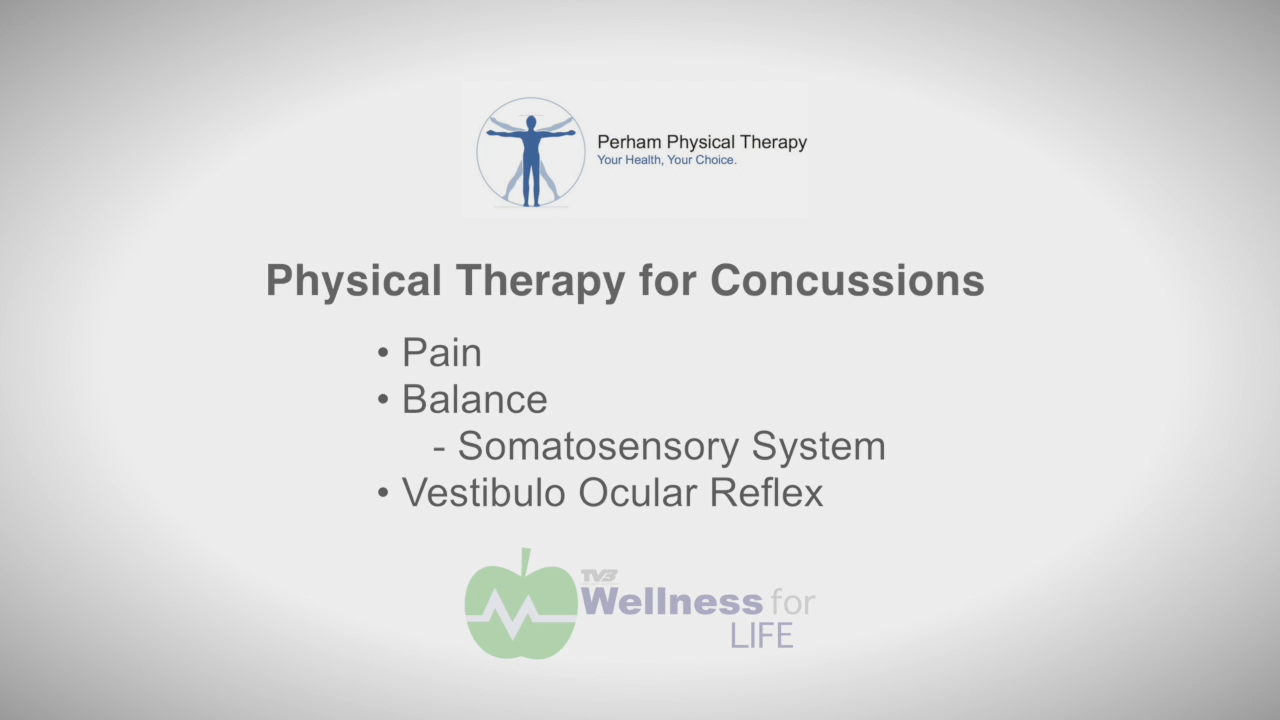 Perham Physical Therapy
Your Health, Your Choice.
Physical Therapy for Concussions
• Pain
• Balance
- Somatosensory System
• Vestibulo Ocular Reflex
TV3
Wellness for
LIFE